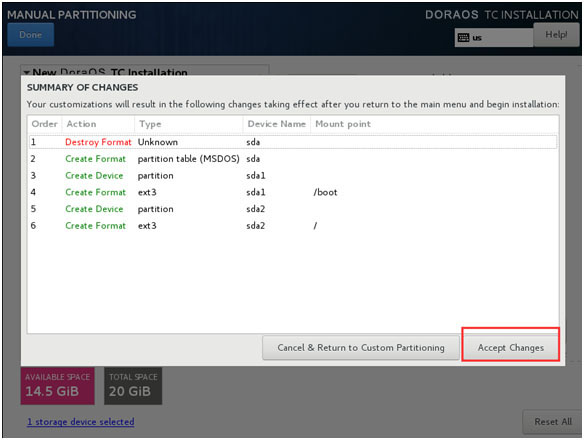 MANUAL PARTITIONING
DORAOS TC INSTALLATION
Done
us
Help!
New DoraOS TC Installation
SUMMARY OF CHANGES
Your customizations will result in the following changes taking effect after you return to the main menu and begin installation:
Order Action Type Device Name Mount point
1 Destroy Format Unknown sda
2 Create Format partition table (MSDOS) sda
3 Create Device partition sda1
4 Create Format ext3 sda1 /boot
5 Create Device partition sda2
6 Create Format ext3 sda2 /
Cancel & Return to Custom Partitioning
Accept Changes
AVAILABLE SPACE
14.5 GiB
TOTAL SPACE
20 GiB
1 storage device selected
Reset All